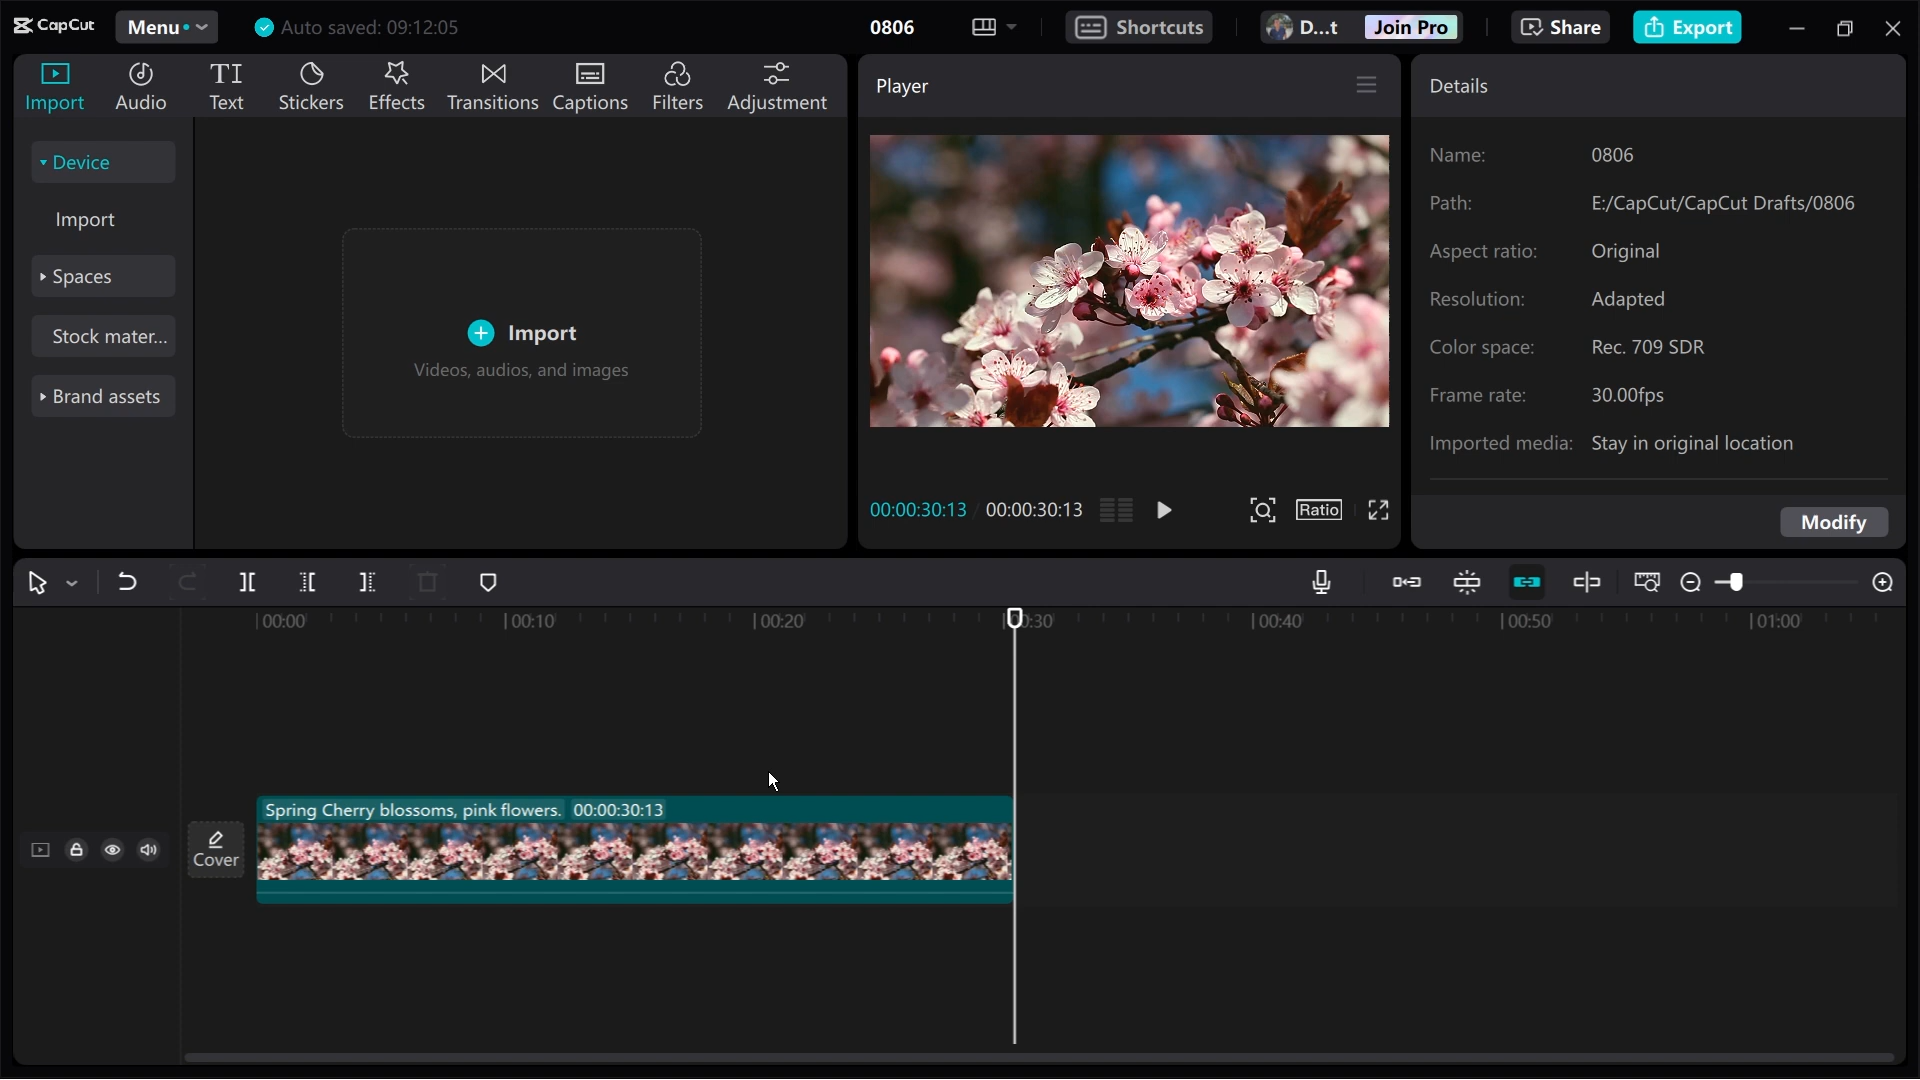 CapCut
Menu
Auto saved: 09:12:05
0806
Shortcuts
D...t
Join Pro
Share
Export
Import
Audio
TI
Text
Stickers
Effects
Transitions
Captions
Filters
Adjustment
Device
Import
Spaces
Stock mater...
Brand assets
Import
Videos, audios, and images
Player
00:00:30:13 / 00:00:30:13
Ratio
Details
Name: 0806
Path: E:/CapCut/CapCut Drafts/0806
Aspect ratio: Original
Resolution: Adapted
Color space: Rec. 709 SDR
Frame rate: 30.00fps
Imported media: Stay in original location
Modify
00:00
00:10
00:20
00:30
00:40
00:50
01:00
Cover
Spring Cherry blossoms, pink flowers. 00:00:30:13